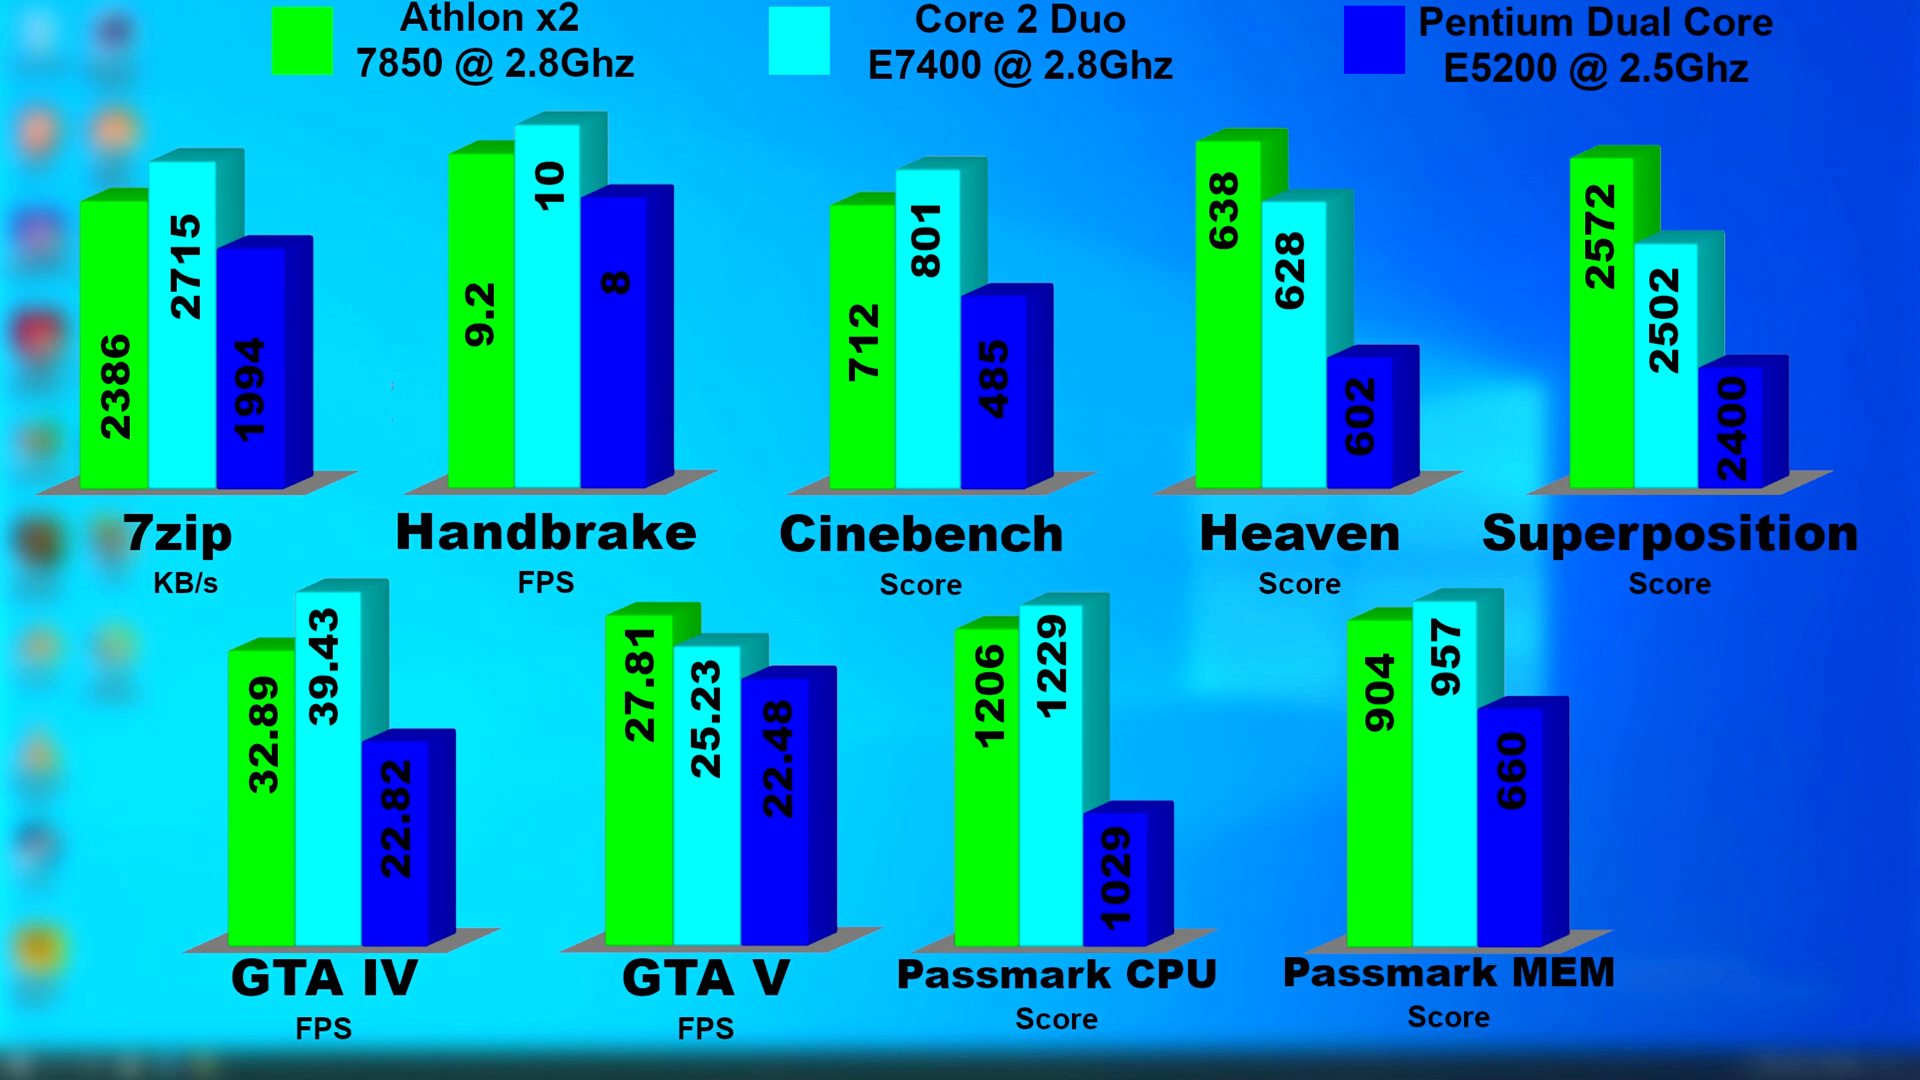 Athlon x2
7850 @ 2.8Ghz
Core 2 Duo
E7400 @ 2.8Ghz
Pentium Dual Core
E5200 @ 2.5Ghz
2386
2715
1994
7zip
KB/s
9.2
10
8
Handbrake
FPS
712
801
485
Cinebench
Score
638
628
602
Heaven
Score
2572
2502
2400
Superposition
Score
32.89
39.43
22.82
GTA IV
FPS
27.81
25.23
22.48
GTA V
FPS
1206
1229
1029
Passmark CPU
Score
904
957
660
Passmark MEM
Score